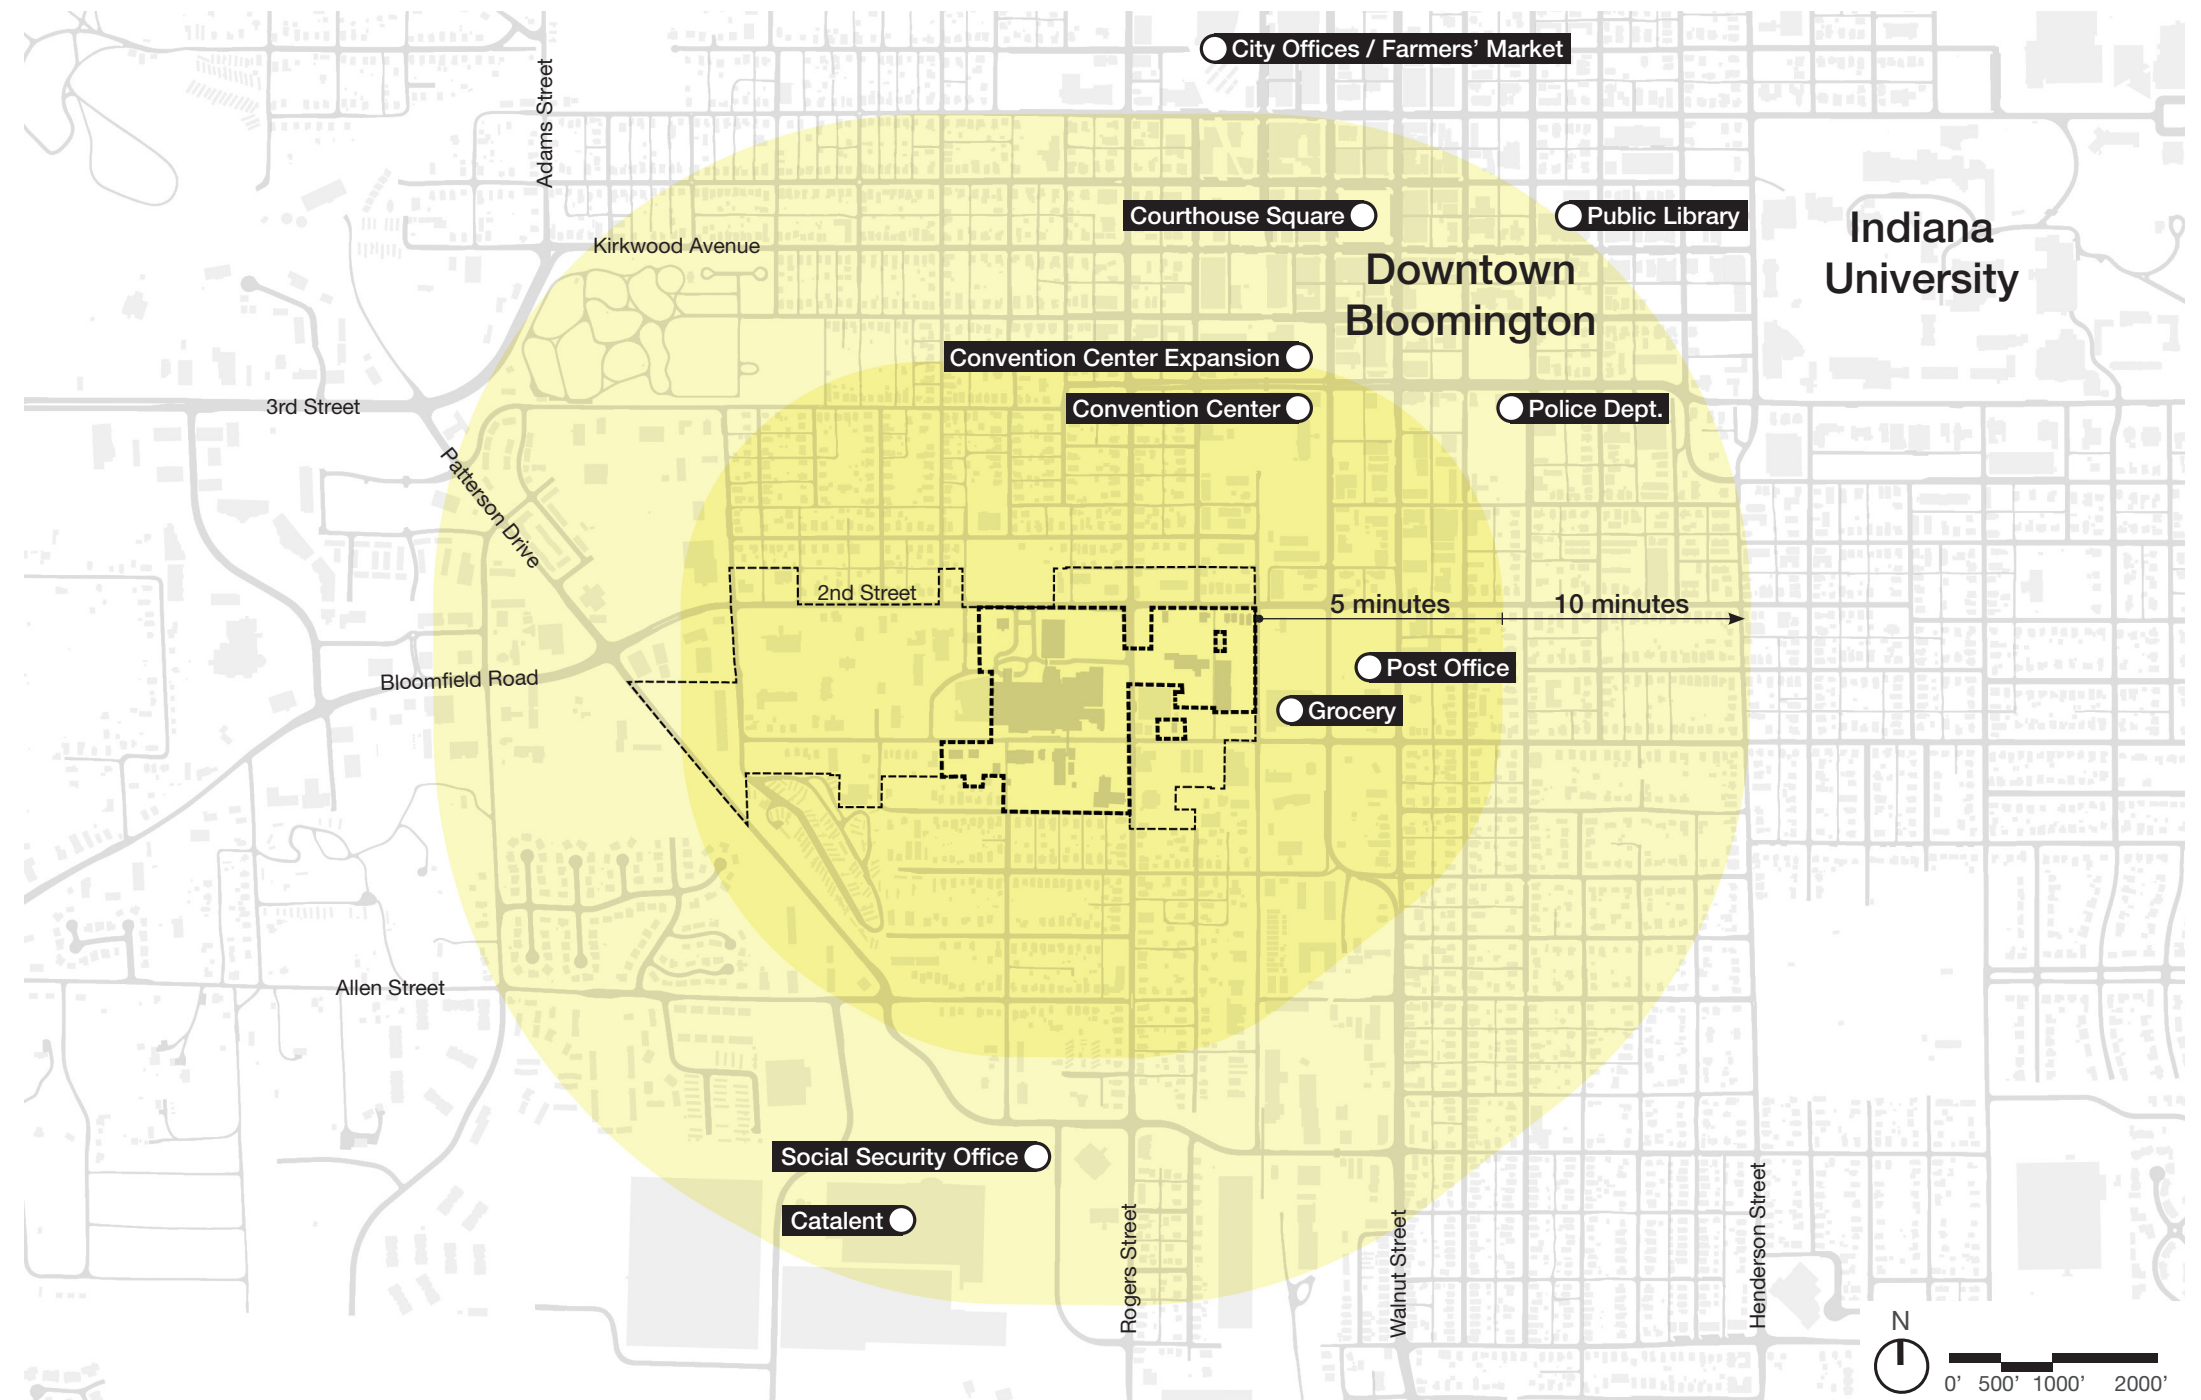 City Offices / Farmers’ Market
Adams Street
Courthouse Square
Public Library
Indiana
University
Kirkwood Avenue
Downtown
Bloomington
Convention Center Expansion
3rd Street
Convention Center
Police Dept.
Patterson Drive
2nd Street
5 minutes
10 minutes
Post Office
Bloomfield Road
Grocery
Allen Street
Social Security Office
Catalent
Rogers Street
Walnut Street
Henderson Street
N
0’ 500’ 1000’ 2000’